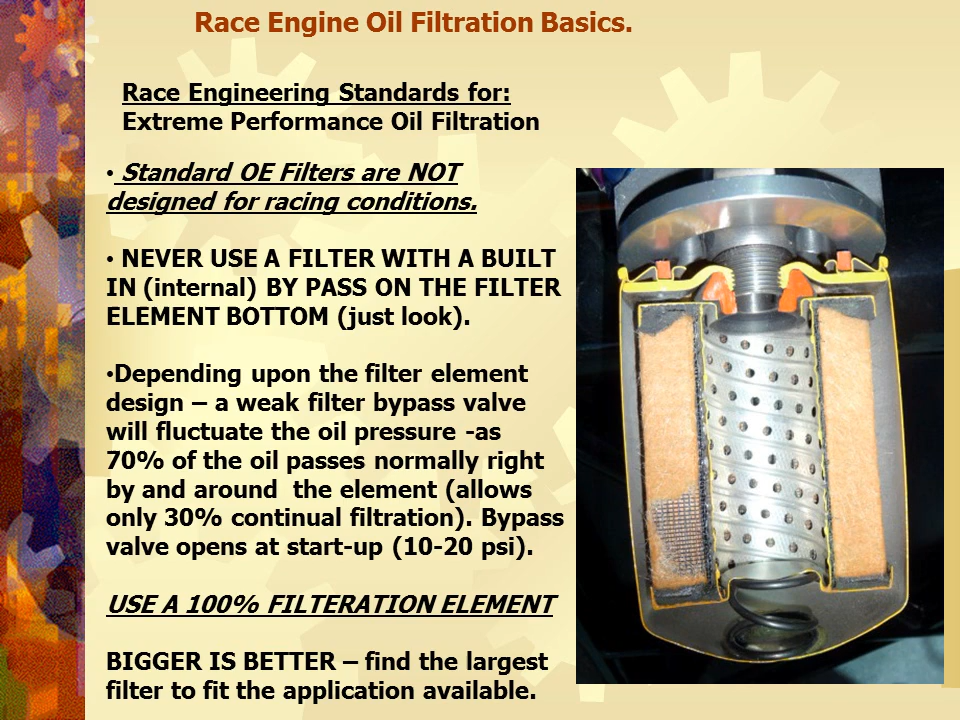 Race Engine Oil Filtration Basics.
Race Engineering Standards for:
Extreme Performance Oil Filtration
• Standard OE Filters are NOT
designed for racing conditions.
• NEVER USE A FILTER WITH A BUILT
IN (internal) BY PASS ON THE FILTER
ELEMENT BOTTOM (just look).
•Depending upon the filter element
design – a weak filter bypass valve
will fluctuate the oil pressure -as
70% of the oil passes normally right
by and around the element (allows
only 30% continual filtration). Bypass
valve opens at start-up (10-20 psi).
USE A 100% FILTERATION ELEMENT
BIGGER IS BETTER – find the largest
filter to fit the application available.